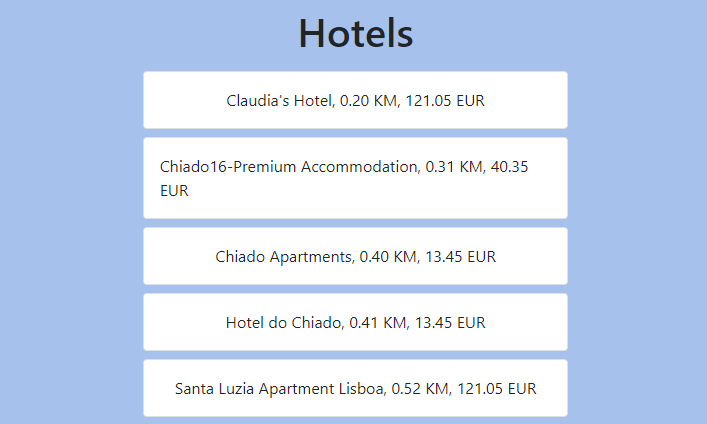 Hotels
Claudia's Hotel, 0.20 KM, 121.05 EUR
Chiado16-Premium Accommodation, 0.31 KM, 40.35
EUR
Chiado Apartments, 0.40 KM, 13.45 EUR
Hotel do Chiado, 0.41 KM, 13.45 EUR
Santa Luzia Apartment Lisboa, 0.52 KM, 121.05 EUR